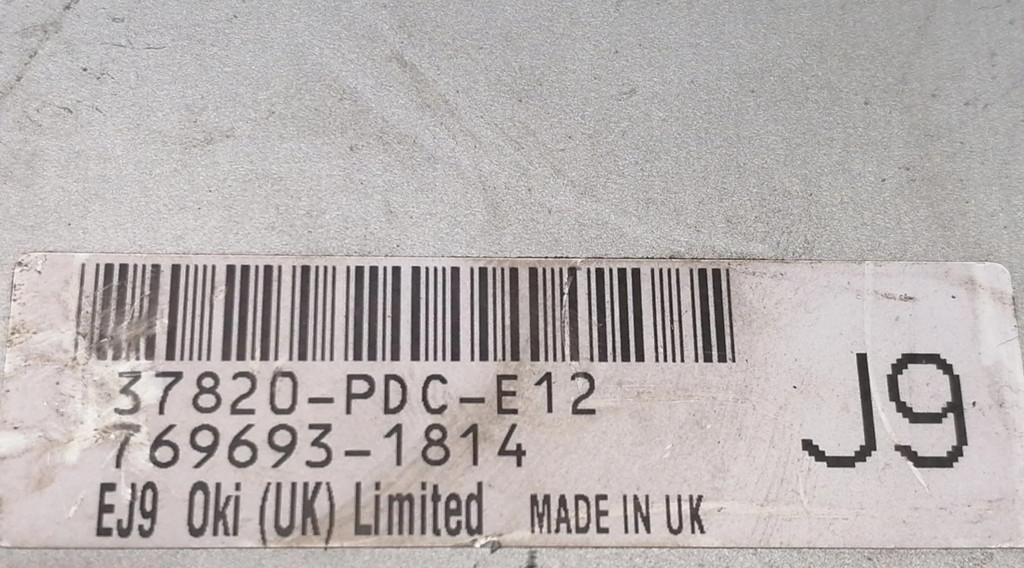 37820-PDC-E12
769693-1814
J9
EJ9 Oki (UK) Limited MADE IN UK